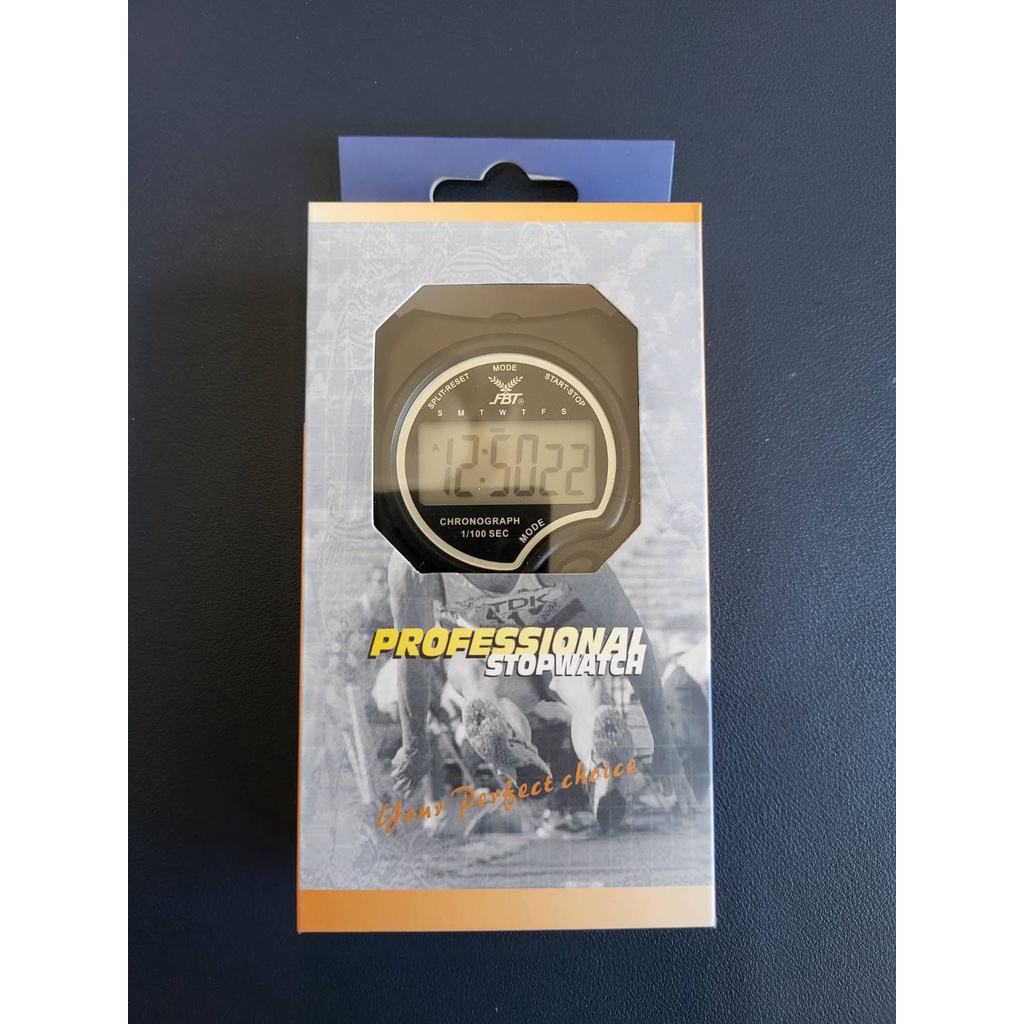 MODE
SPLIT-RESET
START-STOP
FBT®
S M T W T F S
A
12:50 22
CHRONOGRAPH
1/100 SEC
MODE
TDK
PROFESSIONAL
STOPWATCH
Your Perfect choice